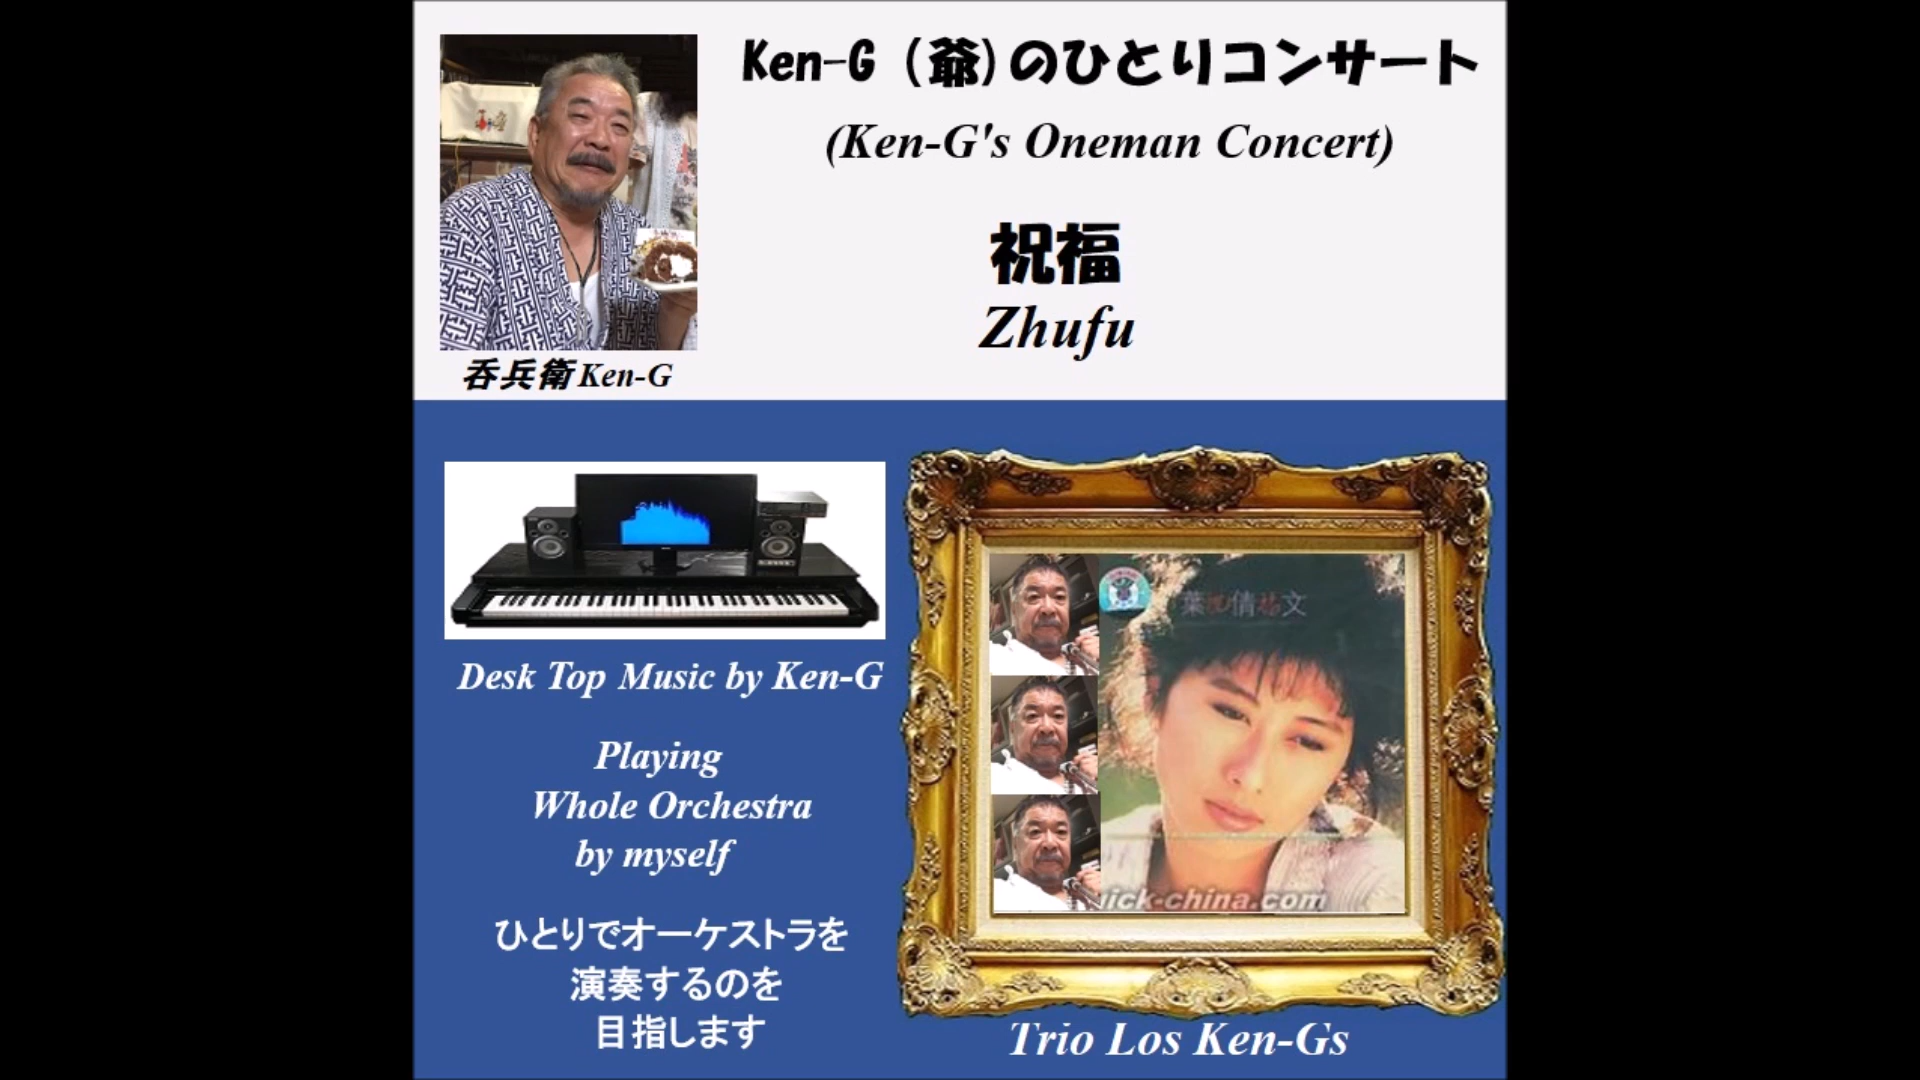 Ken-G（爺）のひとりコンサート
(Ken-G's Oneman Concert)
祝福
Zhufu
呑兵衛Ken-G
Desk Top Music by Ken-G
Playing
Whole Orchestra
by myself
ひとりでオーケストラを
演奏するのを
目指します
葉祝倩福文
ick-china.com
Trio Los Ken-Gs